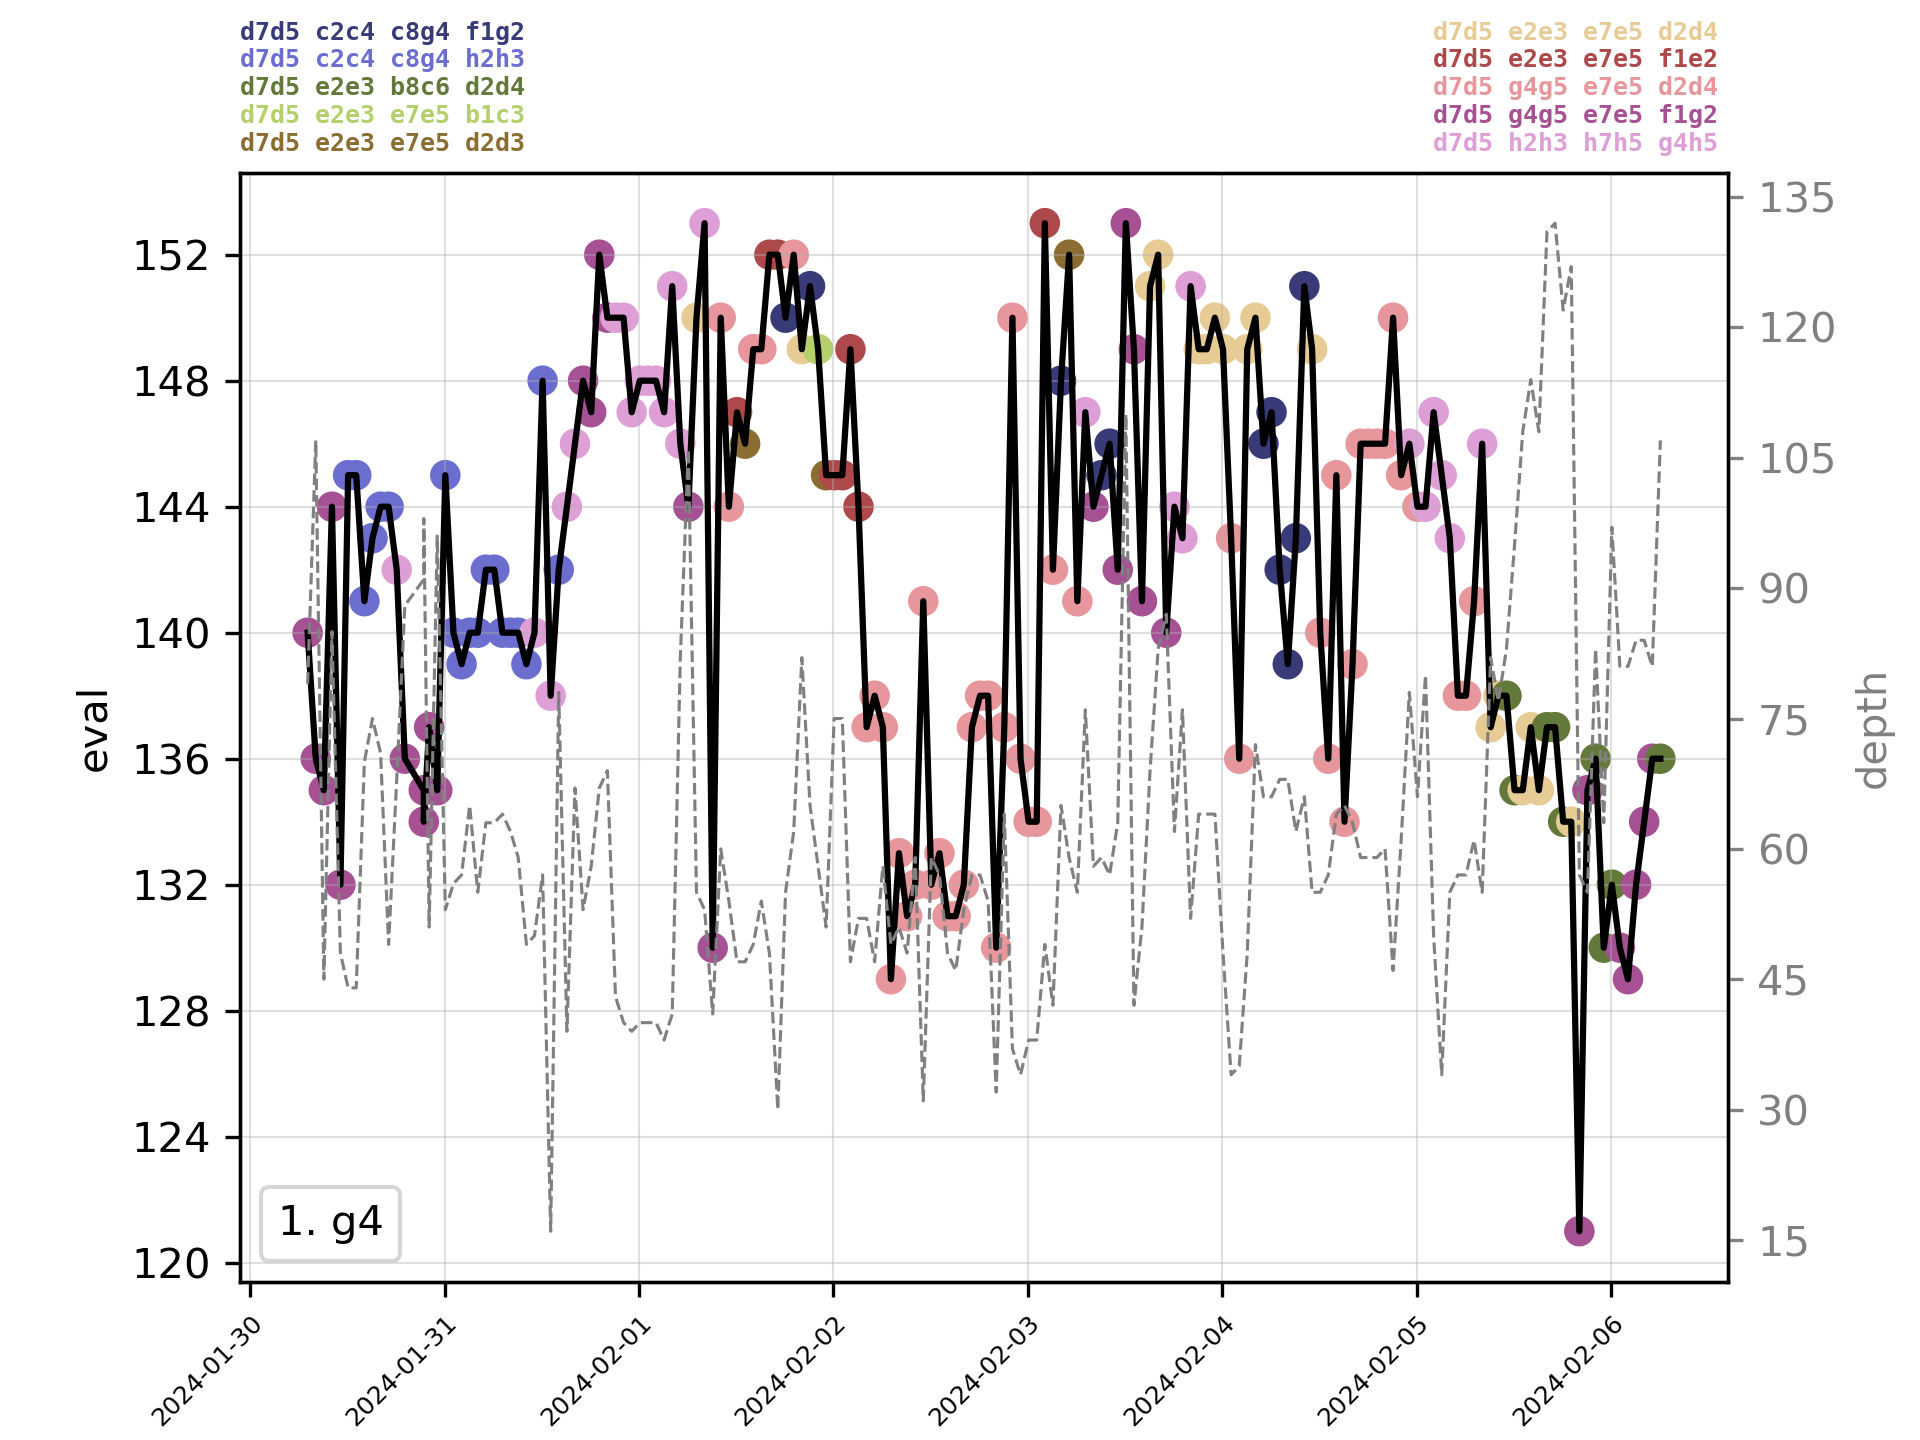 d7d5 c2c4 c8g4 f1g2
d7d5 c2c4 c8g4 h2h3
d7d5 e2e3 b8c6 d2d4
d7d5 e2e3 e7e5 b1c3
d7d5 e2e3 e7e5 d2d3
d7d5 e2e3 e7e5 d2d4
d7d5 e2e3 e7e5 f1e2
d7d5 g4g5 e7e5 d2d4
d7d5 g4g5 e7e5 f1g2
d7d5 h2h3 h7h5 g4h5
152
148
144
140
136
132
128
124
120
eval
135
120
105
90
75
60
45
30
15
depth
1. g4
2024-01-30
2024-01-31
2024-02-01
2024-02-02
2024-02-03
2024-02-04
2024-02-05
2024-02-06